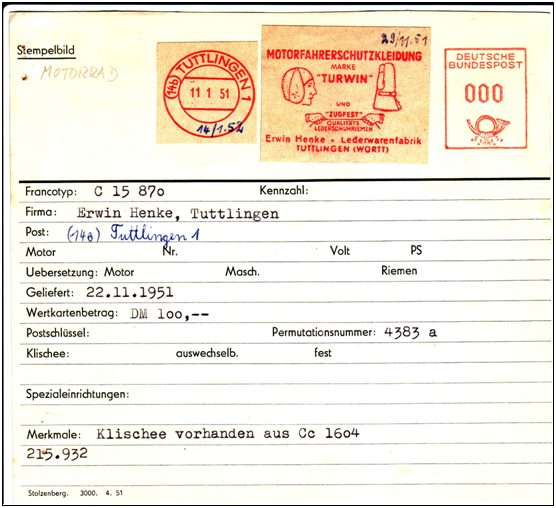 Stempelbild
MOTORRAD
(14b) TUTTLINGEN 1
11 1 51
14/1.52
29/11.51
MOTORFAHRERSCHUTZKLEIDUNG
MARKE
"TURWIN"
UND
"ZUGFEST"
QUALITÄTS
LEDERSCHUHRIEMEN
Erwin Henke • Lederwarenfabrik
TUTTLINGEN (WÜRTT)
DEUTSCHE
BUNDESPOST
000
Francotyp: C 15 870 Kennzahl:
Firma: Erwin Henke, Tuttlingen
Post: (14a) Tuttlingen 1
Motor Nr. Volt PS
Uebersetzung: Motor Masch. Riemen
Geliefert: 22.11.1951
Wertkartenbetrag: DM 100,--
Postschlüssel: Permutationsnummer: 4383 a
Klischee: auswechselb. fest
Spezialeinrichtungen:
Merkmale: Klischee vorhanden aus Cc 1604
215.932
Stolzenberg. 3000. 4. 51